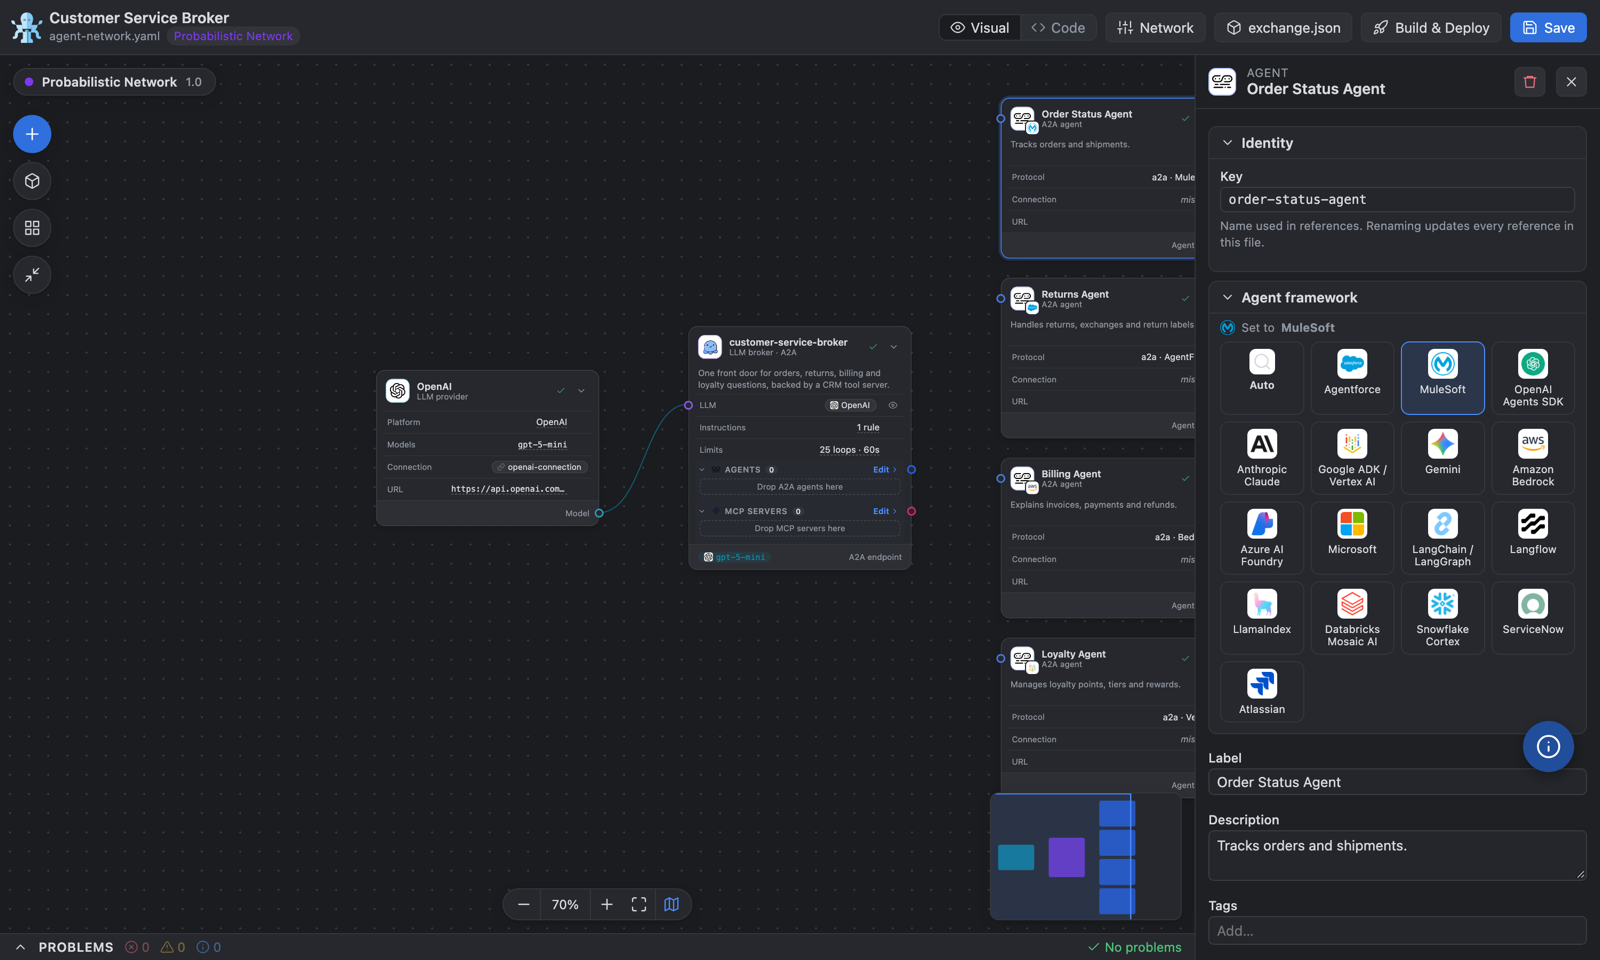 Customer Service Broker
agent-network.yaml
Probabilistic Network
Visual
Code
Network
exchange.json
Build & Deploy
Save
Probabilistic Network 1.0
OpenAI
LLM provider
Platform
OpenAI
Models
gpt-5-mini
Connection
openai-connection
URL
https://api.openai.com…
Model
customer-service-broker
LLM broker · A2A
One front door for orders, returns, billing and
loyalty questions, backed by a CRM tool server.
LLM
OpenAI
Instructions
1 rule
Limits
25 loops · 60s
AGENTS 0
Edit
Drop A2A agents here
MCP SERVERS 0
Edit
Drop MCP servers here
gpt-5-mini
A2A endpoint
Order Status Agent
A2A agent
Tracks orders and shipments.
Protocol
a2a · Mule
Connection
mis
URL
Agent
Returns Agent
A2A agent
Handles returns, exchanges and return labels
Protocol
a2a · AgentF
Connection
mis
URL
Agent
Billing Agent
A2A agent
Explains invoices, payments and refunds.
Protocol
a2a · Bed
Connection
mis
URL
Agent
Loyalty Agent
A2A agent
Manages loyalty points, tiers and rewards.
Protocol
a2a · Ve
Connection
mis
URL
Agent
70%
PROBLEMS 0 0 0
No problems
AGENT
Order Status Agent
Identity
Key
order-status-agent
Name used in references. Renaming updates every reference in
this file.
Agent framework
Set to MuleSoft
Auto
Agentforce
MuleSoft
OpenAI
Agents SDK
Anthropic
Claude
Google ADK /
Vertex AI
Gemini
aws
Amazon
Bedrock
Azure AI
Foundry
Microsoft
LangChain /
LangGraph
Langflow
LlamaIndex
Databricks
Mosaic AI
Snowflake
Cortex
ServiceNow
Atlassian
Label
Order Status Agent
Description
Tracks orders and shipments.
Tags
Add...